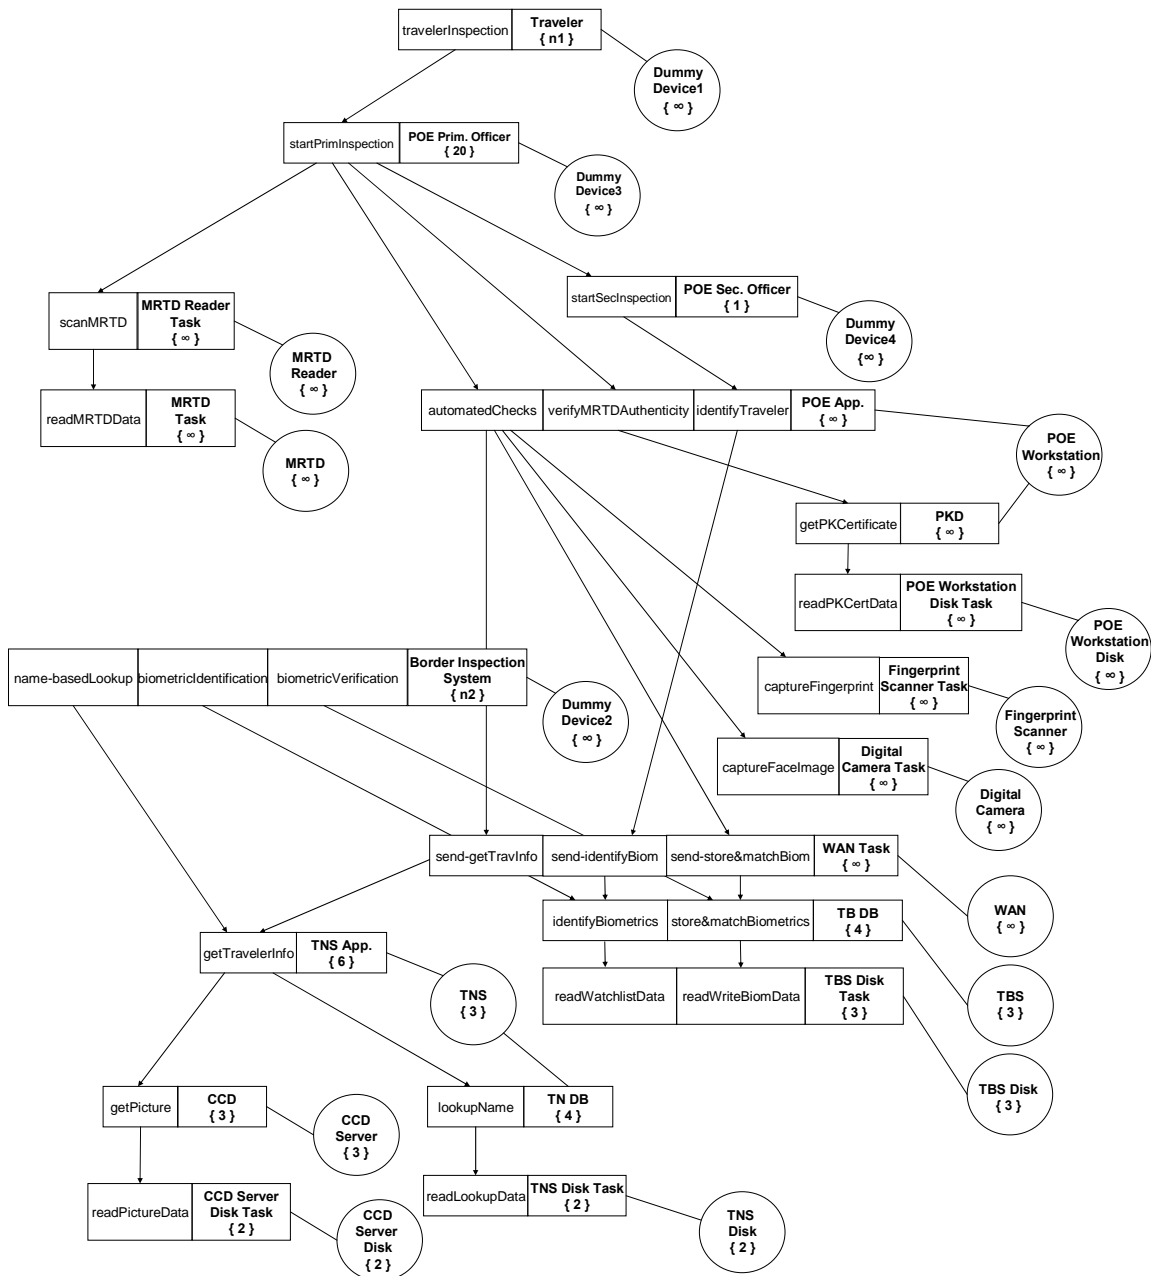 travelerInspection
Traveler
{ n1 }
Dummy
Device1
{ ∞ }
startPrimInspection
POE Prim. Officer
{ 20 }
Dummy
Device3
{ ∞ }
scanMRTD
MRTD Reader
Task
{ ∞ }
startSecInspection
POE Sec. Officer
{ 1 }
MRTD
Reader
{ ∞ }
Dummy
Device4
{∞ }
readMRTDData
MRTD
Task
{ ∞ }
automatedChecks
verifyMRTDAuthenticity
identifyTraveler
POE App.
{ ∞ }
MRTD
{ ∞ }
POE
Workstation
{ ∞ }
getPKCertificate
PKD
{ ∞ }
readPKCertData
POE Workstation
Disk Task
{ ∞ }
POE
Workstation
Disk
{ ∞ }
name-basedLookup
biometricIdentification
biometricVerification
Border Inspection
System
{ n2 }
Dummy
Device2
{ ∞ }
captureFingerprint
Fingerprint
Scanner Task
{ ∞ }
Fingerprint
Scanner
{ ∞ }
captureFaceImage
Digital
Camera Task
{ ∞ }
Digital
Camera
{ ∞ }
send-getTravInfo
send-identifyBiom
send-store&matchBiom
WAN Task
{ ∞ }
WAN
{ ∞ }
identifyBiometrics
store&matchBiometrics
TB DB
{ 4 }
getTravelerInfo
TNS App.
{ 6 }
TNS
{ 3 }
readWatchlistData
readWriteBiomData
TBS Disk
Task
{ 3 }
TBS
{ 3 }
TBS Disk
{ 3 }
getPicture
CCD
{ 3 }
CCD
Server
{ 3 }
lookupName
TN DB
{ 4 }
readPictureData
CCD Server
Disk Task
{ 2 }
CCD
Server
Disk
{ 2 }
readLookupData
TNS Disk Task
{ 2 }
TNS
Disk
{ 2 }